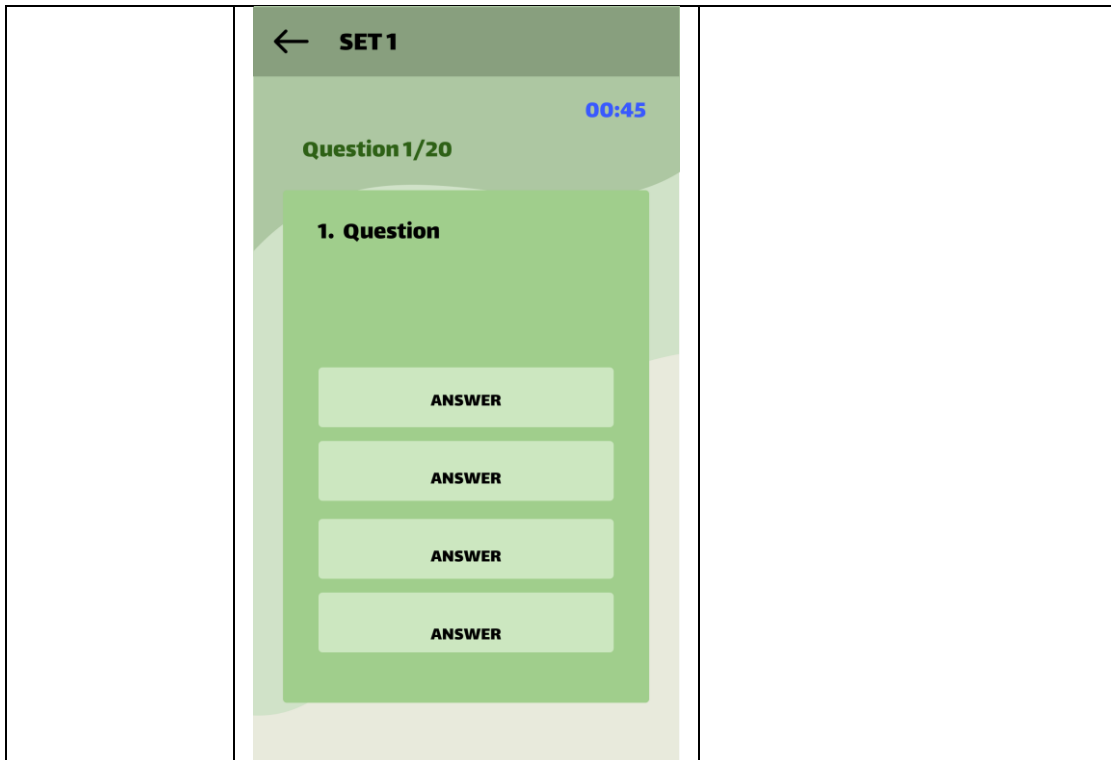 SET 1
00:45
Question 1/20
1. Question
ANSWER
ANSWER
ANSWER
ANSWER